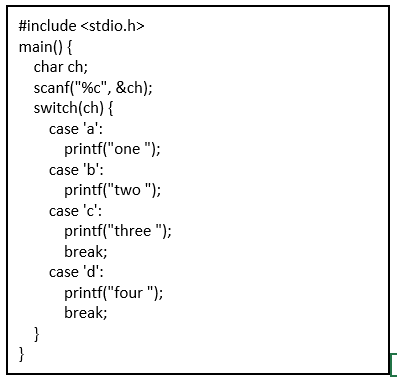 #include <stdio.h>
main() {
char ch;
scanf("%c", &ch);
switch(ch) {
case 'a':
printf("one ");
case 'b':
printf("two ");
case 'c':
printf("three ");
break;
case 'd':
printf("four ");
break;
}
}